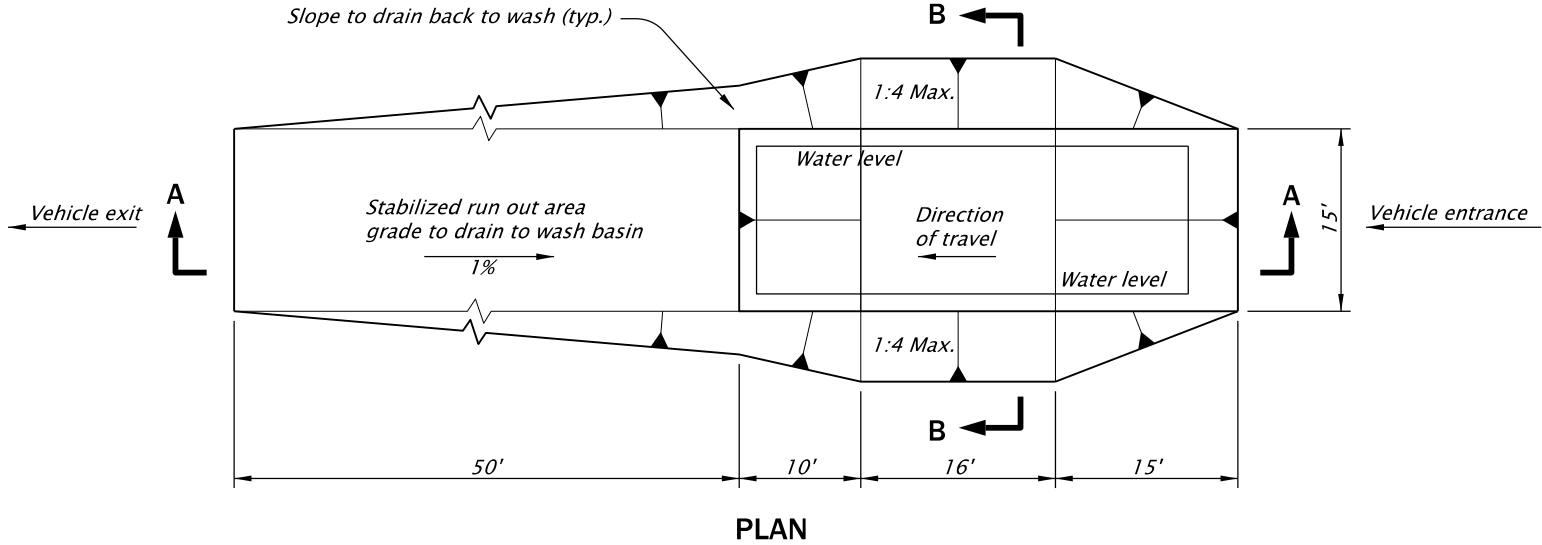 Slope to drain back to wash (typ.)
B
1:4 Max.
Water level
A
Vehicle exit
Stabilized run out area
grade to drain to wash basin
1%
Direction
of travel
A
15'
Vehicle entrance
Water level
1:4 Max.
B
50'
10'
16'
15'
PLAN